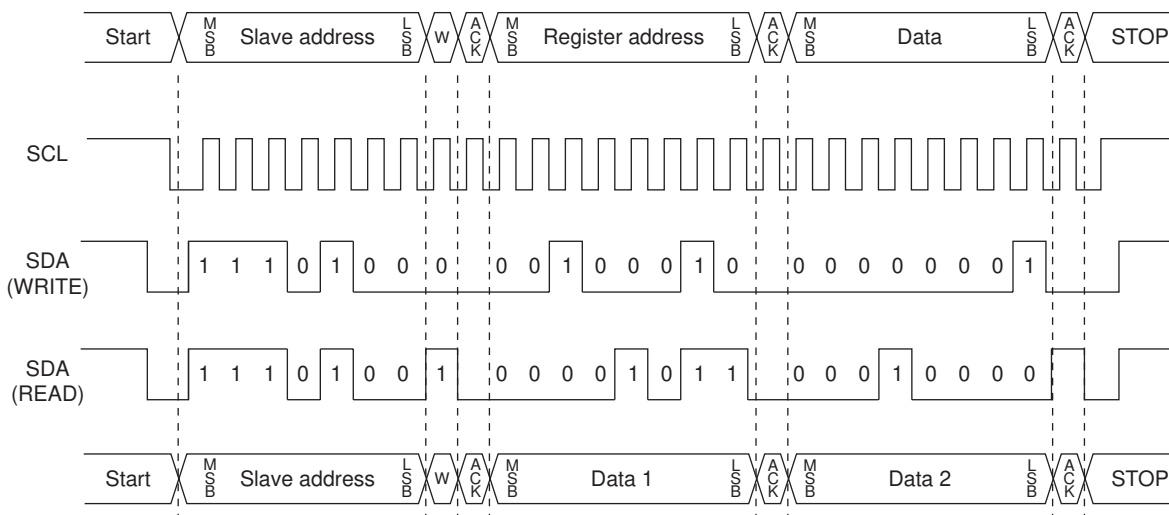 Start MSB Slave address LSB W ACK MSB Register address LSB ACK MSB Data LSB ACK STOP
SCL
SDA (WRITE) 1 1 1 0 1 0 0 0 0 0 1 0 0 0 1 0 0 0 0 0 0 0 0 1
SDA (READ) 1 1 1 0 1 0 0 1 0 0 0 0 1 0 1 1 0 0 0 1 0 0 0 0
Start MSB Slave address LSB W ACK MSB Data 1 LSB ACK MSB Data 2 LSB ACK STOP